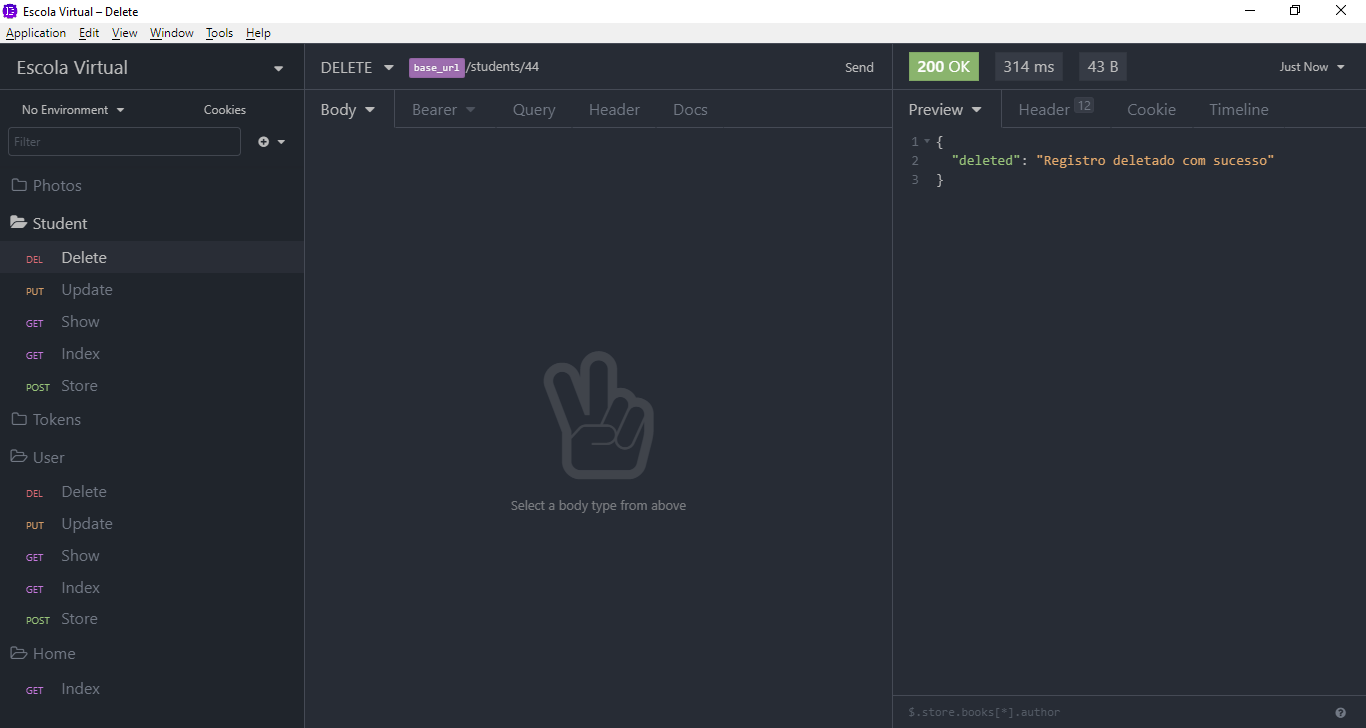 Escola Virtual – Delete
Application Edit View Window Tools Help
Escola Virtual
No Environment Cookies
Filter
Photos
Student
DEL Delete
PUT Update
GET Show
GET Index
POST Store
Tokens
User
DEL Delete
PUT Update
GET Show
GET Index
POST Store
Home
GET Index
DELETE base_url/students/44 Send
Body Bearer Query Header Docs
Select a body type from above
200 OK 314 ms 43 B Just Now
Preview Header 12 Cookie Timeline
1 {
2 "deleted": "Registro deletado com sucesso"
3 }
$.store.books[*].author